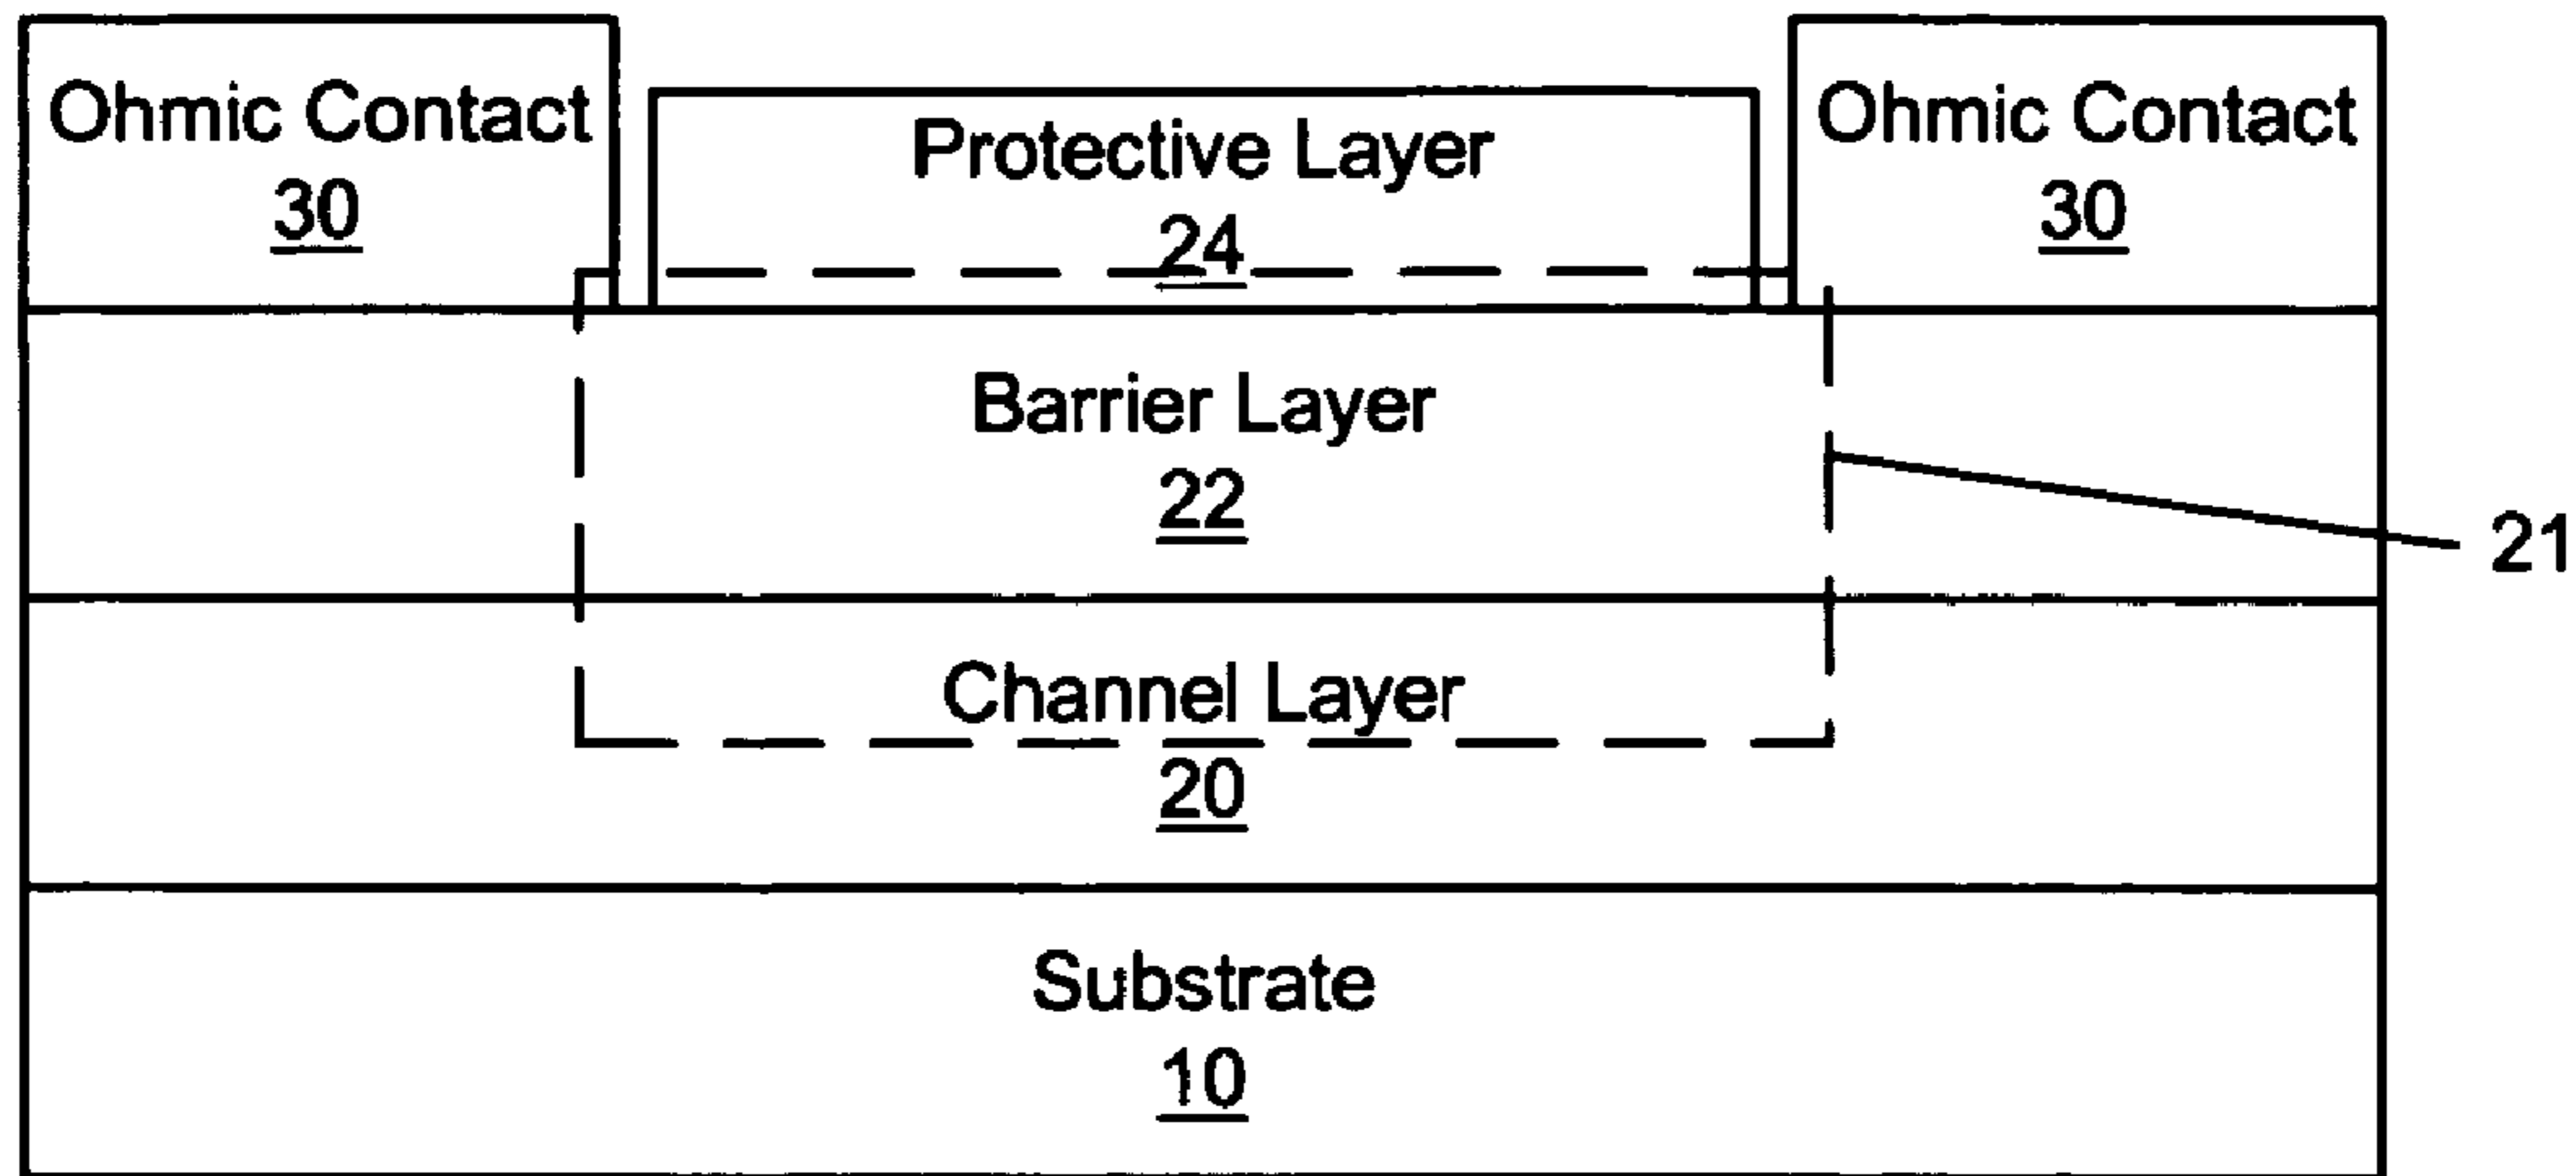 Ohmic Contact
30
Protective Layer
24
Ohmic Contact
30
Barrier Layer
22
21
Channel Layer
20
Substrate
10